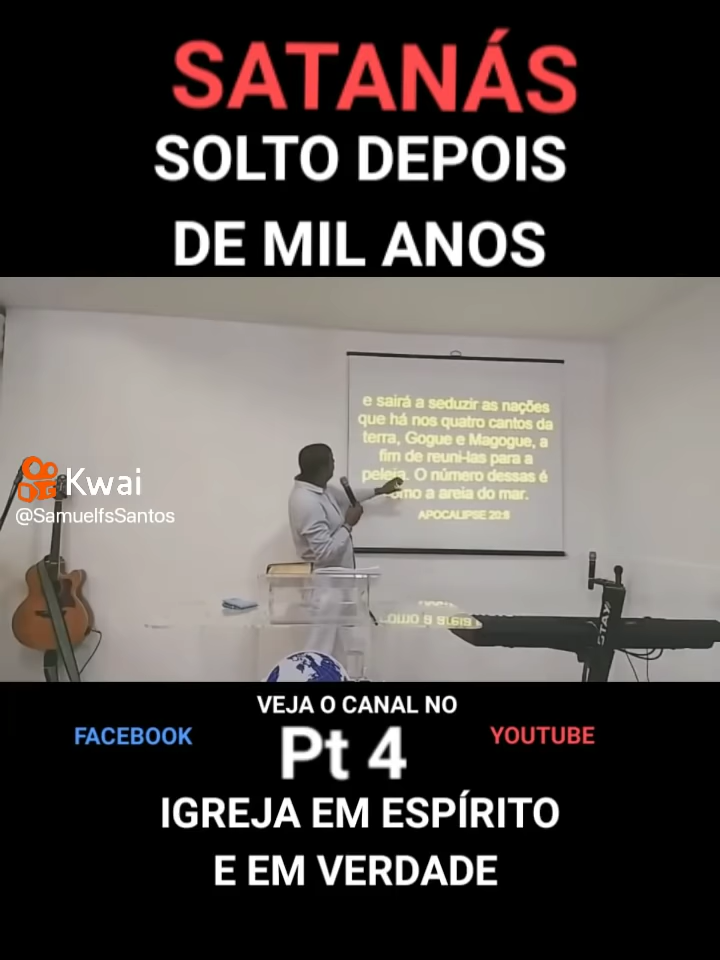 SATANÁS
SOLTO DEPOIS
DE MIL ANOS
e sairá a seduzir as nações
que há nos quatro cantos da
terra, Gogue e Magogue, a
fim de reuni-las para a
peleja. O número dessas é
como a areia do mar.
APOCALIPSE 20:8
Kwai
@SamuelfsSantos
STAY
VEJA O CANAL NO
FACEBOOK
Pt 4
YOUTUBE
IGREJA EM ESPÍRITO
E EM VERDADE